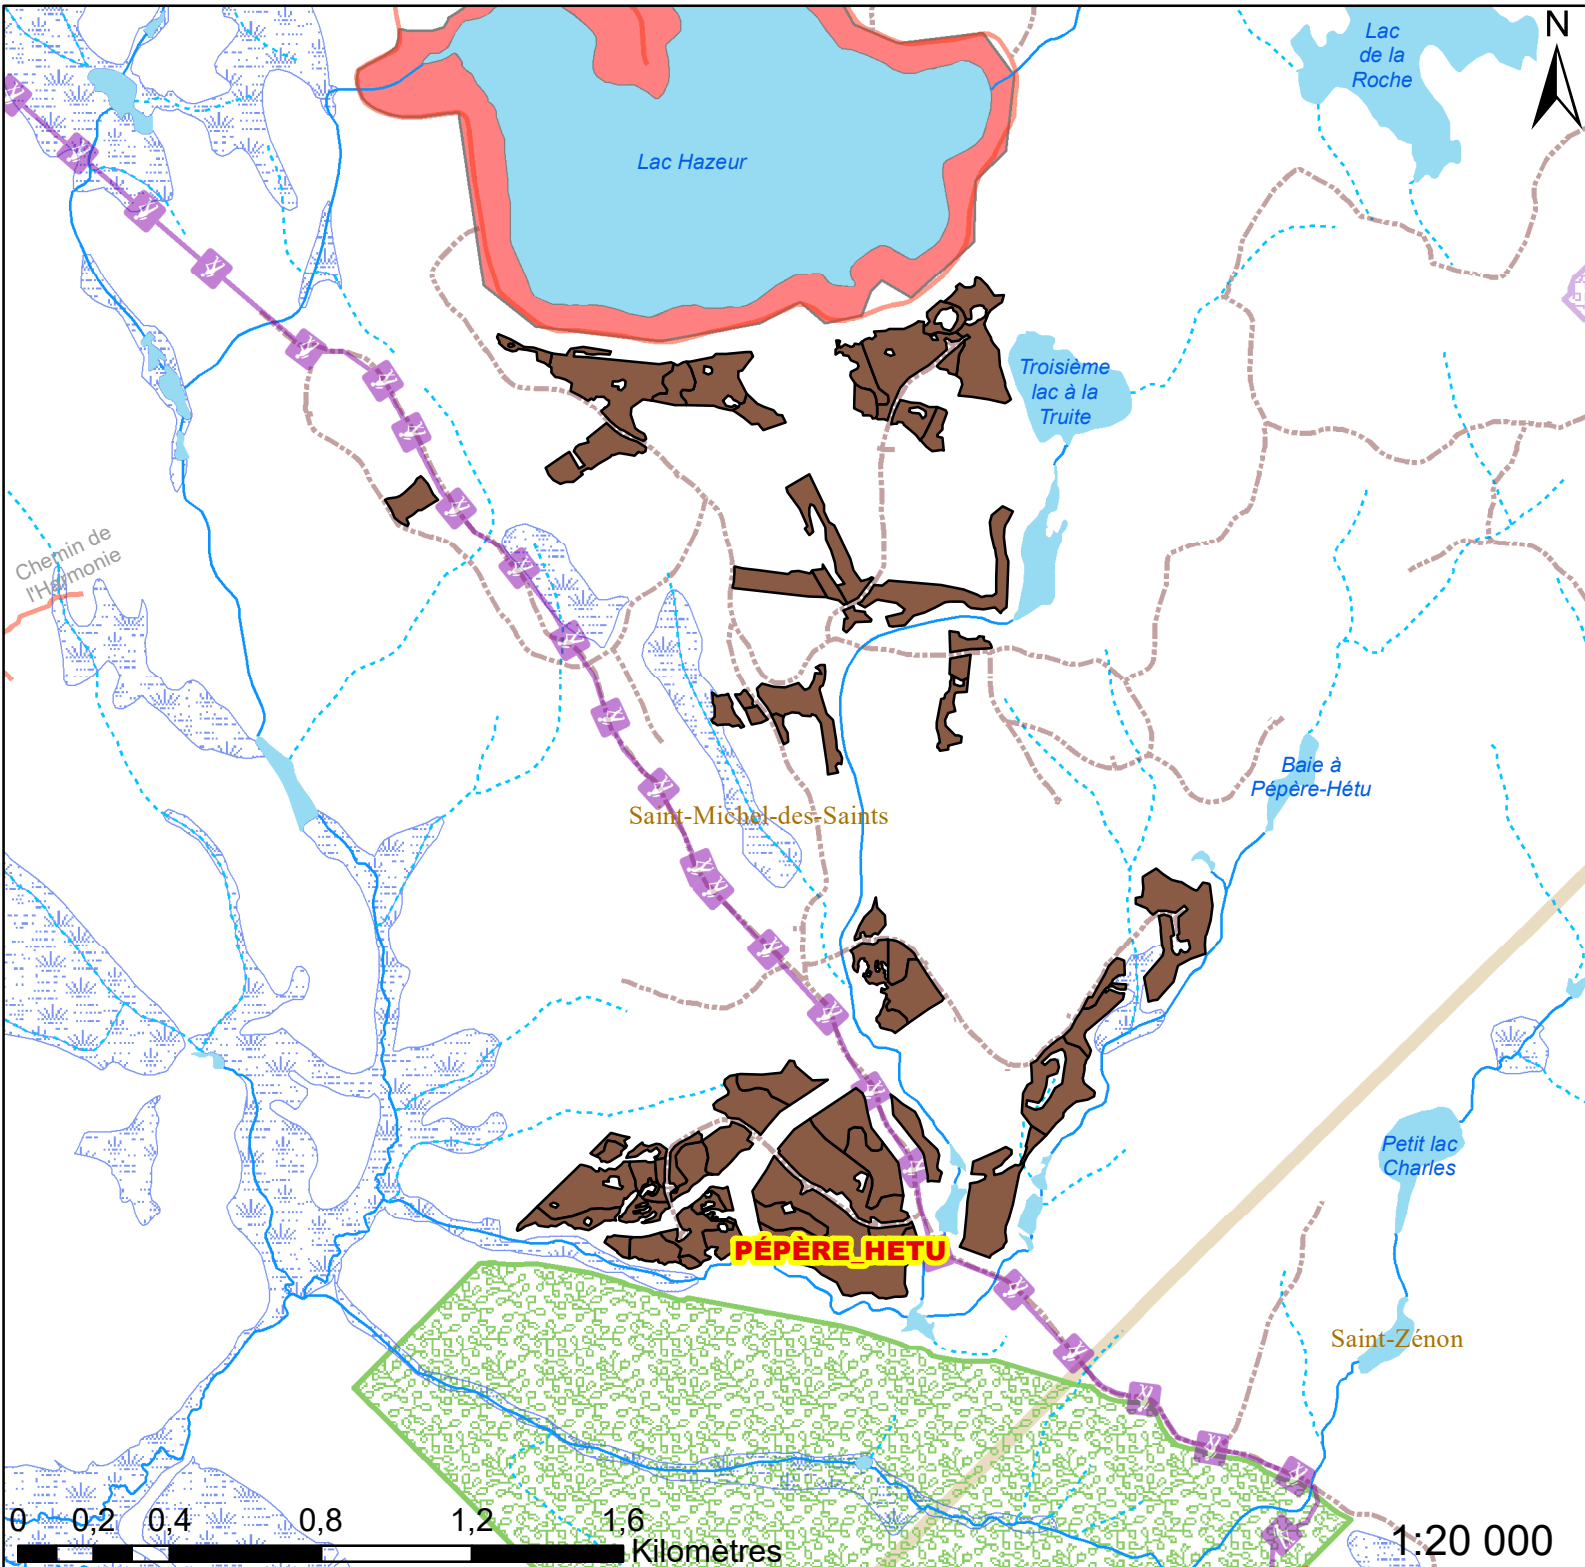 Lac
de la
Roche
N
Lac Hazeur
Troisième
lac à la
Truite
Chemin de
l'Harmonie
Baie à
Pépère-Hétu
Saint-Michel-des-Saints
Petit lac
Charles
PÉPÈRE_HETU
Saint-Zénon
0 0,2 0,4 0,8 1,2 1,6
Kilomètres
1:20 000